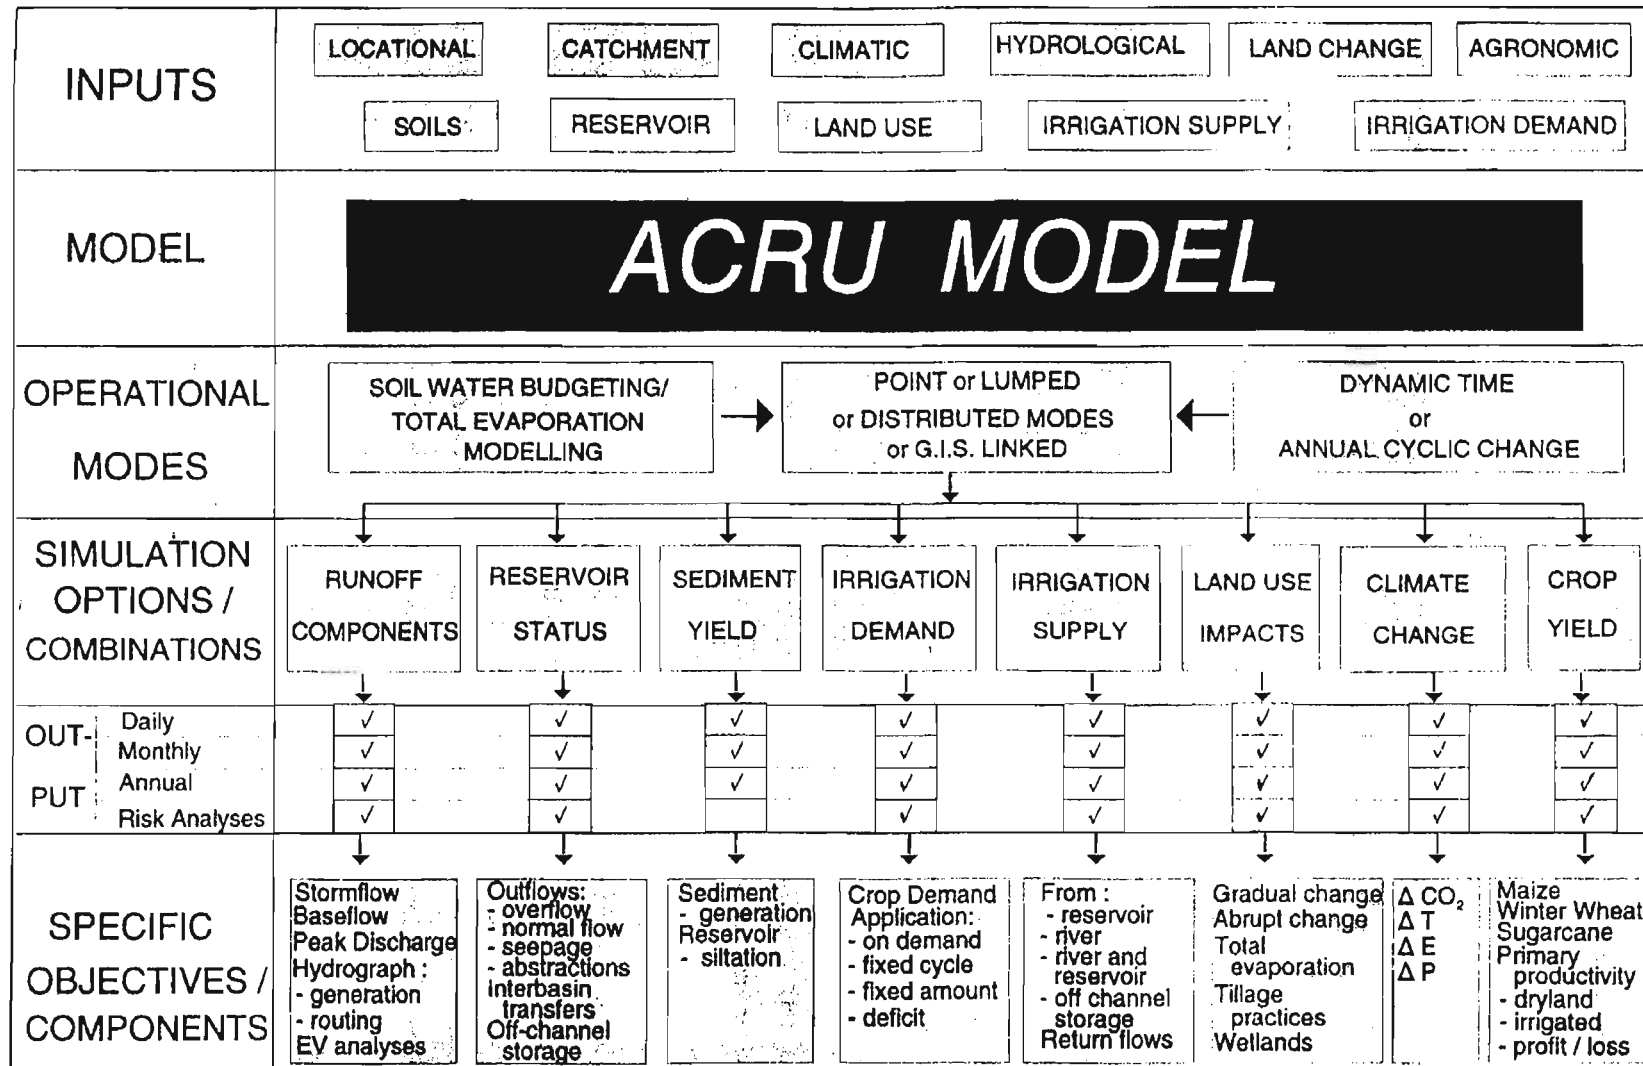 INPUTS
LOCATIONAL
CATCHMENT
CLIMATIC
HYDROLOGICAL
LAND CHANGE
AGRONOMIC
SOILS
RESERVOIR
LAND USE
IRRIGATION SUPPLY
IRRIGATION DEMAND
MODEL
ACRU MODEL
OPERATIONAL
MODES
SOIL WATER BUDGETING/
TOTAL EVAPORATION
MODELLING
POINT or LUMPED
or DISTRIBUTED MODES
or G.I.S. LINKED
DYNAMIC TIME
or
ANNUAL CYCLIC CHANGE
SIMULATION
OPTIONS /
COMBINATIONS
RUNOFF
COMPONENTS
RESERVOIR
STATUS
SEDIMENT
YIELD
IRRIGATION
DEMAND
IRRIGATION
SUPPLY
LAND USE
IMPACTS
CLIMATE
CHANGE
CROP
YIELD
OUT-
PUT
Daily
✓ ✓ ✓ ✓ ✓ ✓ ✓ ✓
Monthly
✓ ✓ ✓ ✓ ✓ ✓ ✓ ✓
Annual
✓ ✓ ✓ ✓ ✓ ✓ ✓ ✓
Risk Analyses
✓ ✓ ✓ ✓ ✓ ✓ ✓
SPECIFIC
OBJECTIVES /
COMPONENTS
Stormflow
Baseflow
Peak Discharge
Hydrograph :
- generation
- routing
EV analyses
Outflows:
- overflow
- normal flow
- seepage
- abstractions
Interbasin
transfers
Off-channel
storage
Sediment
- generation
Reservoir
- siltation
Crop Demand
Application:
- on demand
- fixed cycle
- fixed amount
- deficit
From :
- reservoir
- river
- river and
reservoir
- off channel
storage
Return flows
Gradual change
Abrupt change
Total
evaporation
Tillage
practices
Wetlands
Δ CO₂
Δ T
Δ E
Δ P
Maize
Winter Wheat
Sugarcane
Primary
productivity
- dryland
- irrigated
- profit / loss